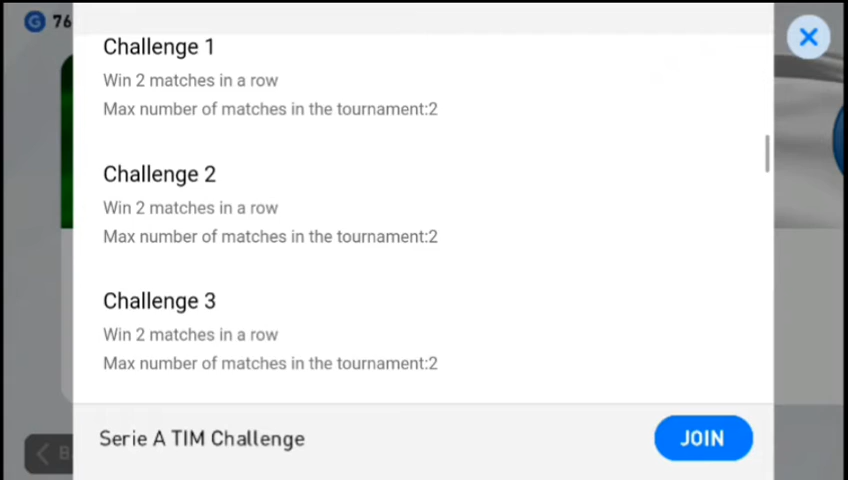 G 76
Challenge 1
Win 2 matches in a row
Max number of matches in the tournament:2
Challenge 2
Win 2 matches in a row
Max number of matches in the tournament:2
Challenge 3
Win 2 matches in a row
Max number of matches in the tournament:2
Serie A TIM Challenge
JOIN